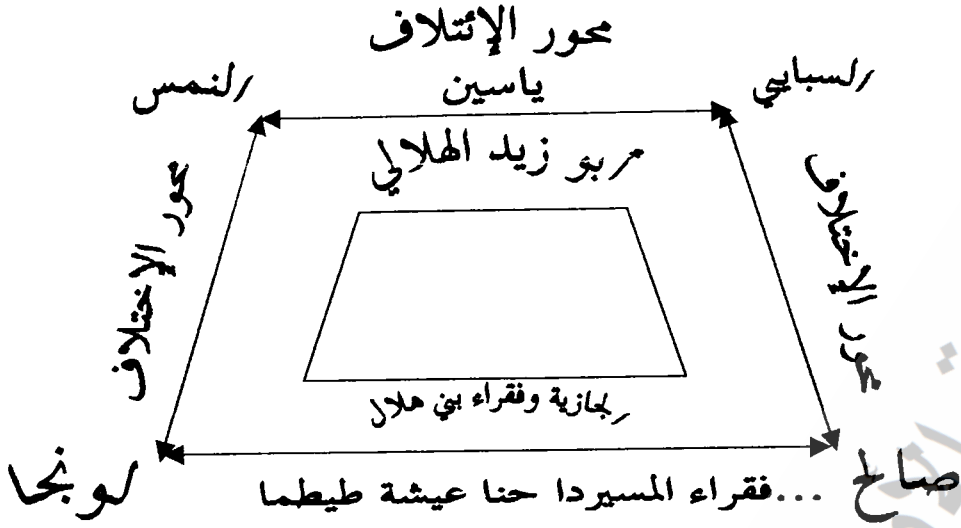 محور الإئتلاف
السبايبي
ياسين
النمس
أبو زيد الهلالي
محور الإختلاف
محور الإختلاف
الجازية وفقراء بني هلال
صالح
لونجا
...فقراء المسيردا حنا عيشة طيطما